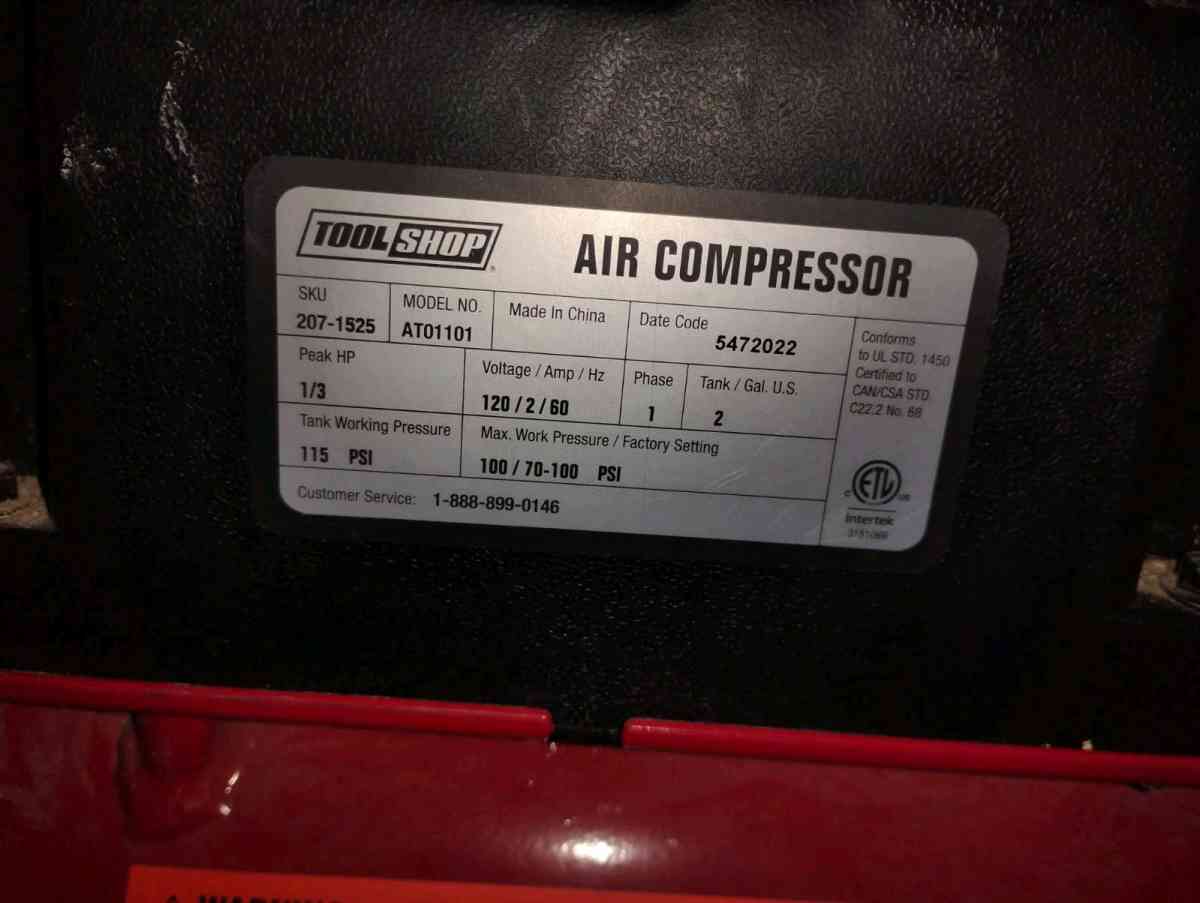 TOOL SHOP®
AIR COMPRESSOR
SKU
207-1525
MODEL NO.
AT01101
Made In China
Date Code
5472022
Conforms
to UL STD. 1450
Certified to
CAN/CSA STD.
C22.2 No. 68
Peak HP
1/3
Voltage / Amp / Hz
120 / 2 / 60
Phase
1
Tank / Gal. U.S.
2
Tank Working Pressure
115 PSI
Max. Work Pressure / Factory Setting
100 / 70-100 PSI
Customer Service: 1-888-899-0146
C ETL US
Intertek
WARNING